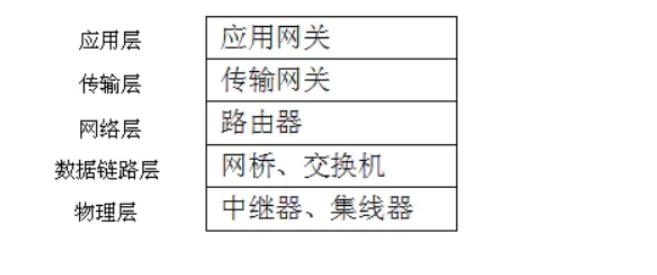 应用层 应用网关
传输层 传输网关
网络层 路由器
数据链路层 网桥、交换机
物理层 中继器、集线器